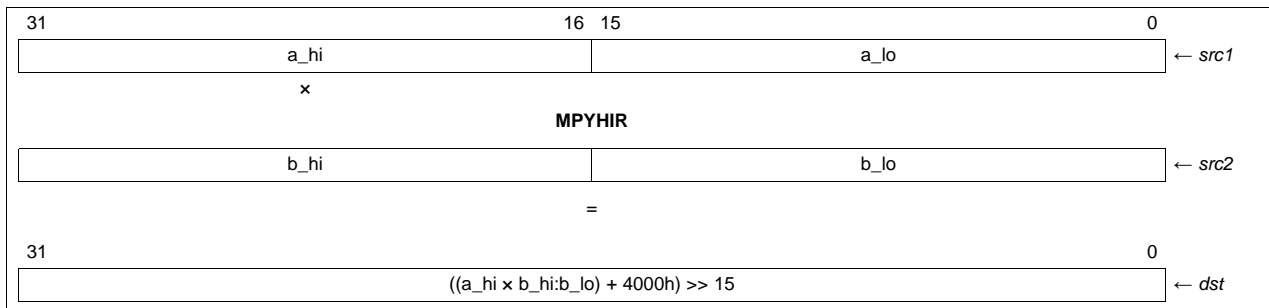 31 16 15 0
a_hi a_lo ← src1
×
MPYHIR
b_hi b_lo ← src2
=
31 0
((a_hi × b_hi:b_lo) + 4000h) >> 15 ← dst